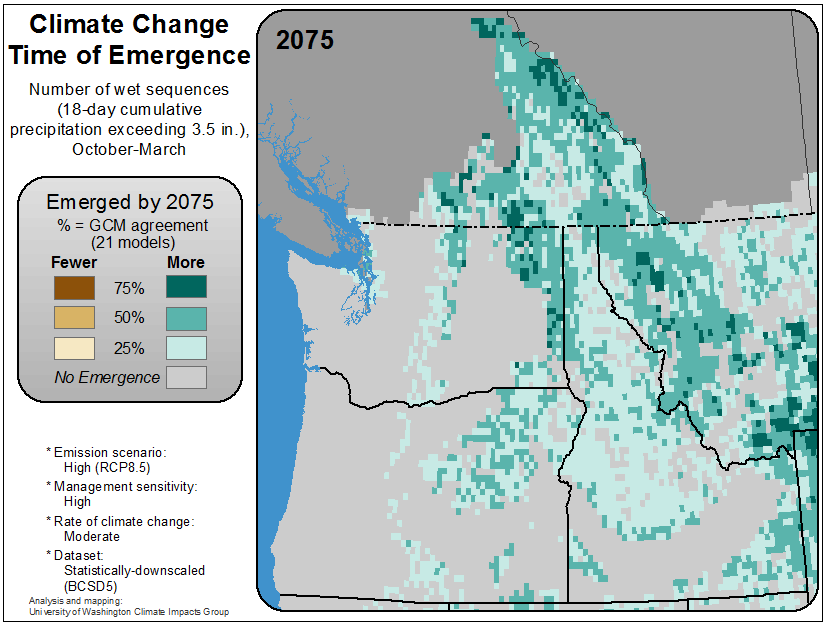 Climate Change
Time of Emergence
Number of wet sequences
(18-day cumulative
precipitation exceeding 3.5 in.),
October-March
Emerged by 2075
% = GCM agreement
(21 models)
Fewer More
75%
50%
25%
No Emergence
* Emission scenario:
High (RCP8.5)
* Management sensitivity:
High
* Rate of climate change:
Moderate
* Dataset:
Statistically-downscaled
(BCSD5)
Analysis and mapping:
University of Washington Climate Impacts Group
2075